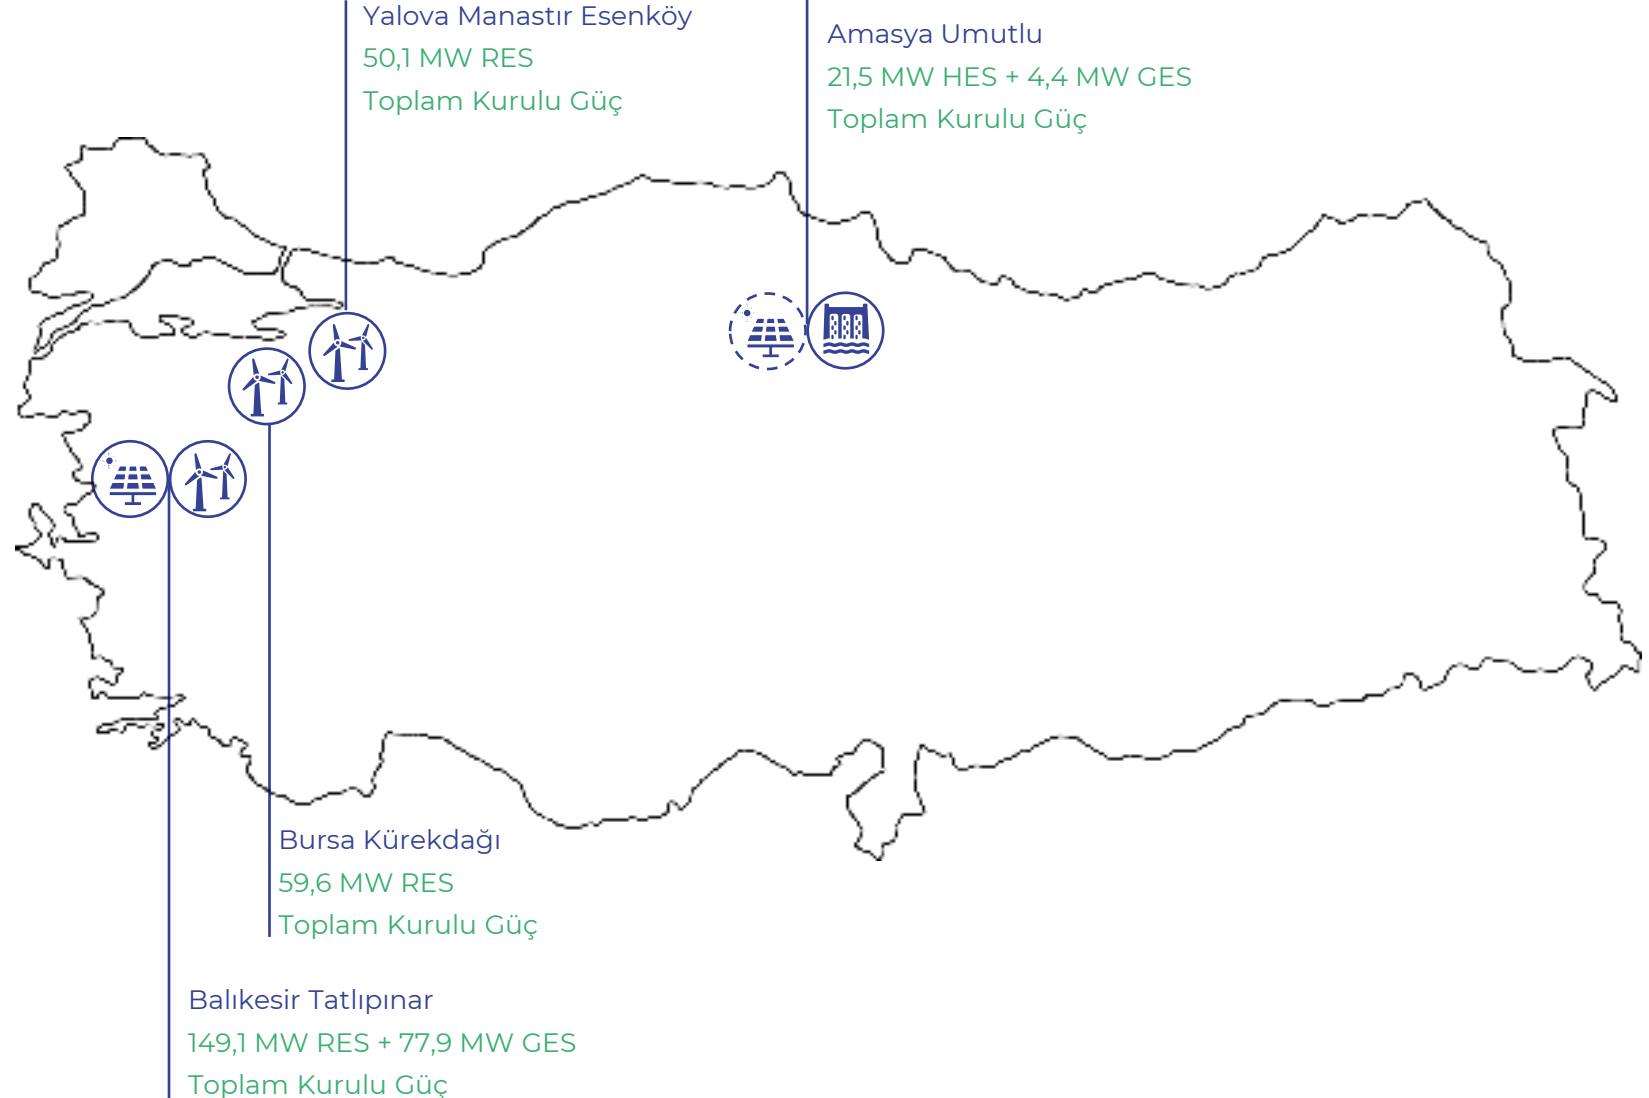 Yalova Manastır Esenköy
50,1 MW RES
Toplam Kurulu Güç
Amasya Umutlu
21,5 MW HES + 4,4 MW GES
Toplam Kurulu Güç
Bursa Kürekdağı
59,6 MW RES
Toplam Kurulu Güç
Balıkesir Tatlıpınar
149,1 MW RES + 77,9 MW GES
Toplam Kurulu Güç